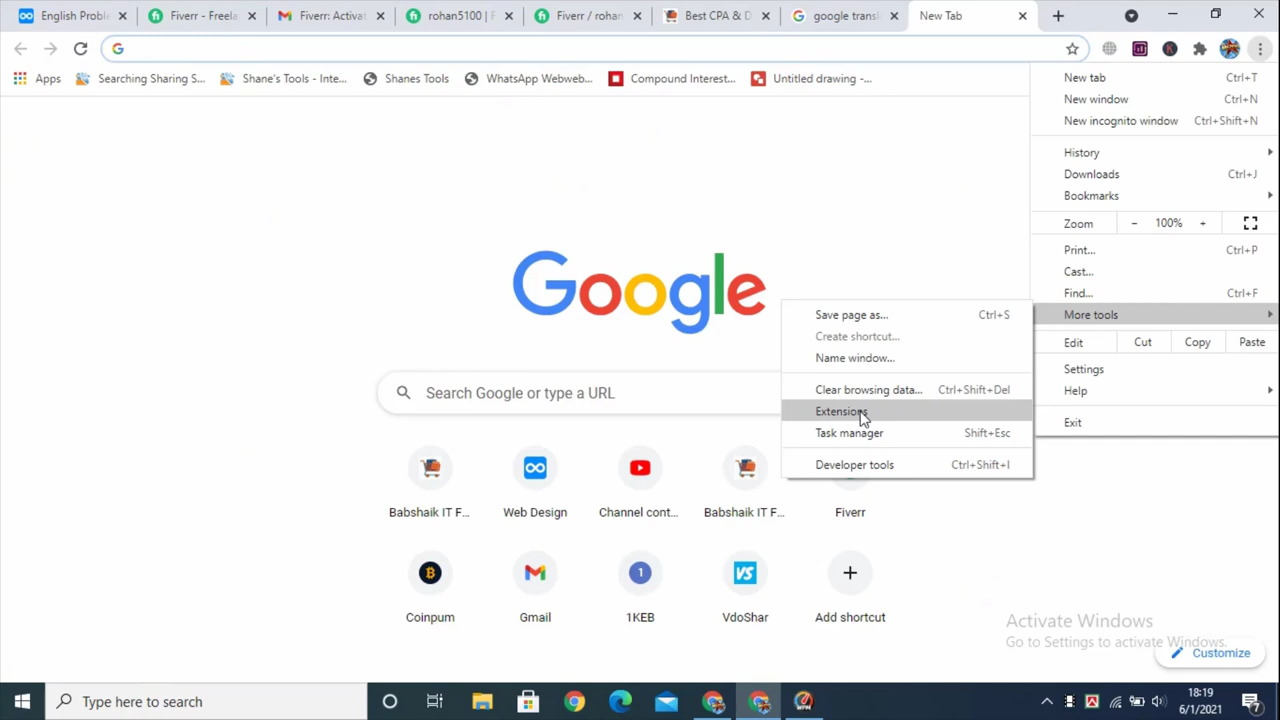 English Proble
Fiverr - Freela
Fiverr: Activat
rohan5100 | F
Fiverr / rohan
Best CPA & D
google transl
New Tab
Apps
Searching Sharing S...
Shane's Tools - Inte...
Shanes Tools
WhatsApp Webweb...
Compound Interest...
Untitled drawing -...
New tab Ctrl+T
New window Ctrl+N
New incognito window Ctrl+Shift+N
History
Downloads Ctrl+J
Bookmarks
Zoom - 100% +
Print... Ctrl+P
Cast...
Find... Ctrl+F
More tools
Edit Cut Copy Paste
Settings
Help
Exit
Save page as... Ctrl+S
Create shortcut...
Name window...
Clear browsing data... Ctrl+Shift+Del
Extensions
Task manager Shift+Esc
Developer tools Ctrl+Shift+I
Google
Search Google or type a URL
Babshaik IT F...
Web Design
Channel cont...
Babshaik IT F...
Fiverr
Coinpum
Gmail
1
1KEB
VS
VdoShar
Add shortcut
Activate Windows
Go to Settings to activate Windows.
Customize
Type here to search
18:19
6/1/2021
7